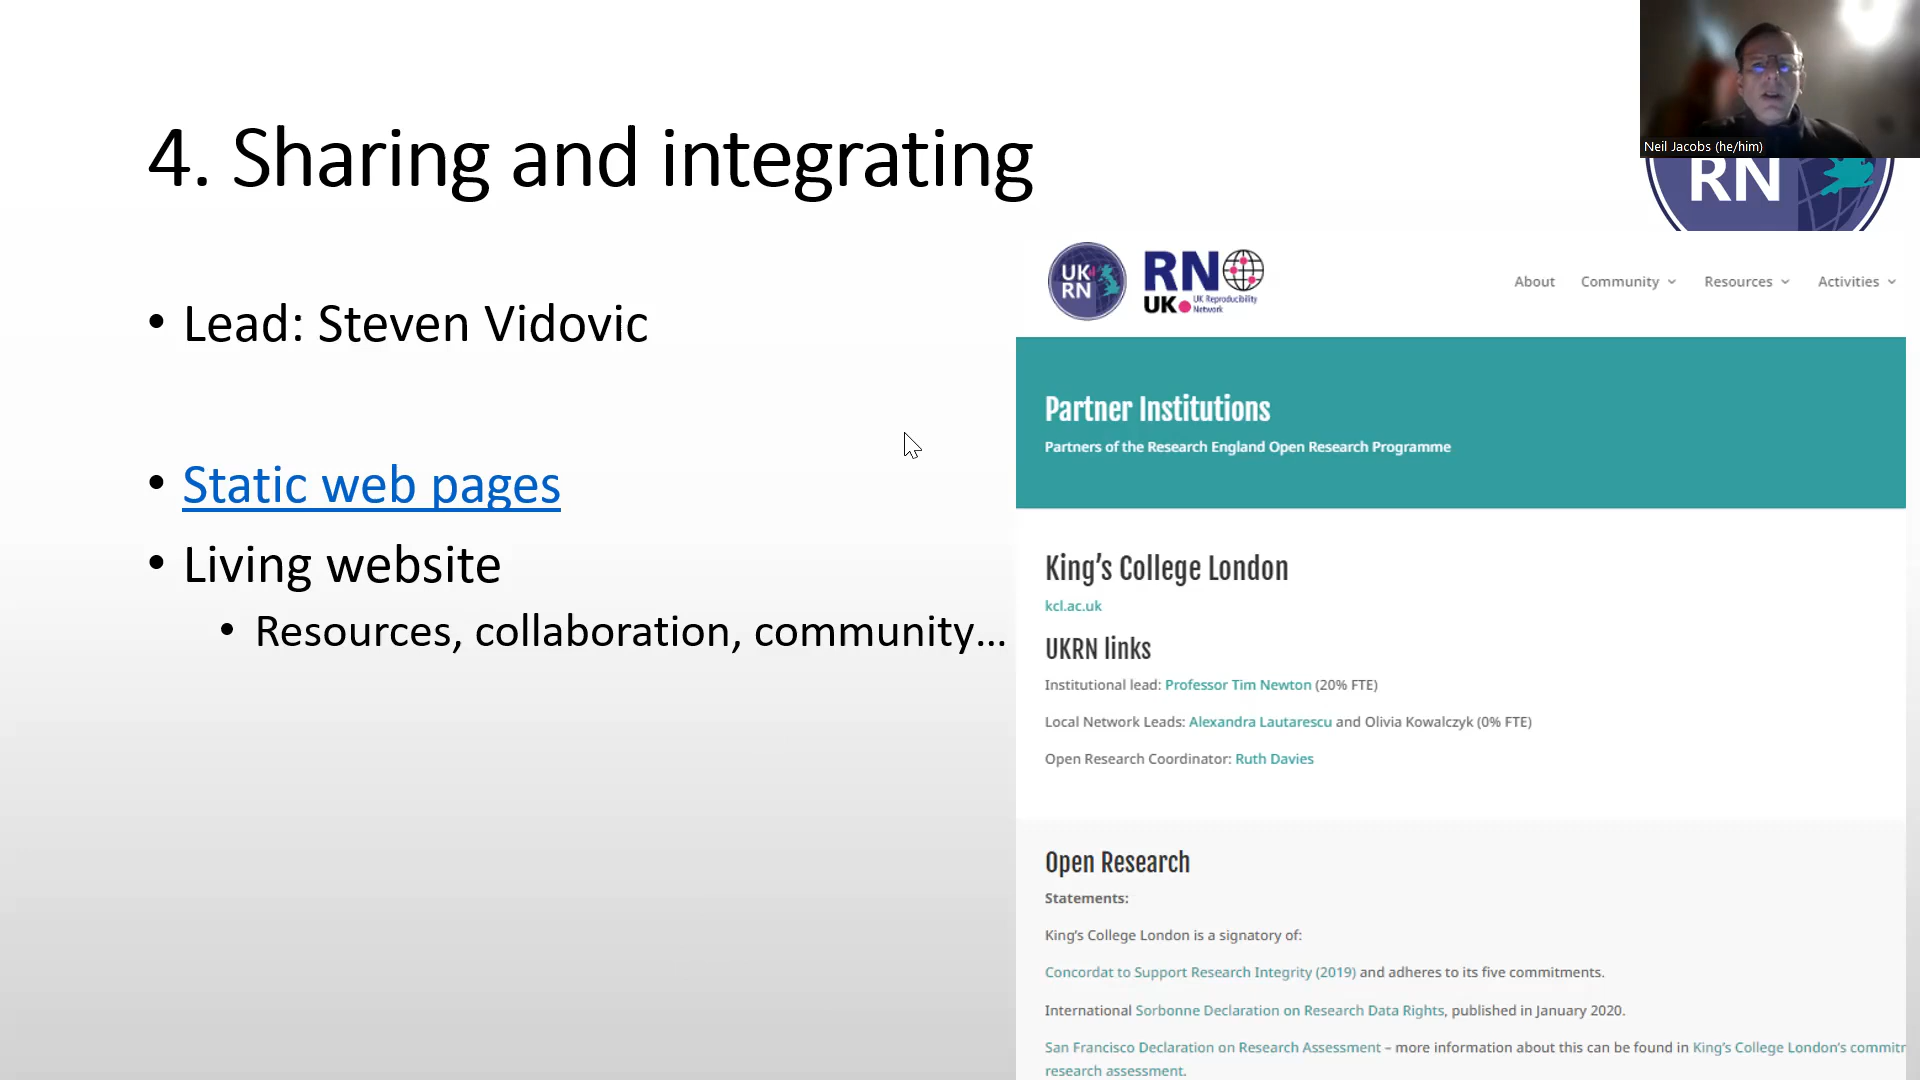 4. Sharing and integrating
Neil Jacobs (he/him)
RN
• Lead: Steven Vidovic
• Static web pages
• Living website
• Resources, collaboration, community...
UK
RN
RN
UK
UK Reproducibility
Network
About Community Resources Activities
Partner Institutions
Partners of the Research England Open Research Programme
King's College London
kcl.ac.uk
UKRN links
Institutional lead: Professor Tim Newton (20% FTE)
Local Network Leads: Alexandra Lautarescu and Olivia Kowalczyk (0% FTE)
Open Research Coordinator: Ruth Davies
Open Research
Statements:
King's College London is a signatory of:
Concordat to Support Research Integrity (2019) and adheres to its five commitments.
International Sorbonne Declaration on Research Data Rights, published in January 2020.
San Francisco Declaration on Research Assessment – more information about this can be found in King's College London's commitr
research assessment.